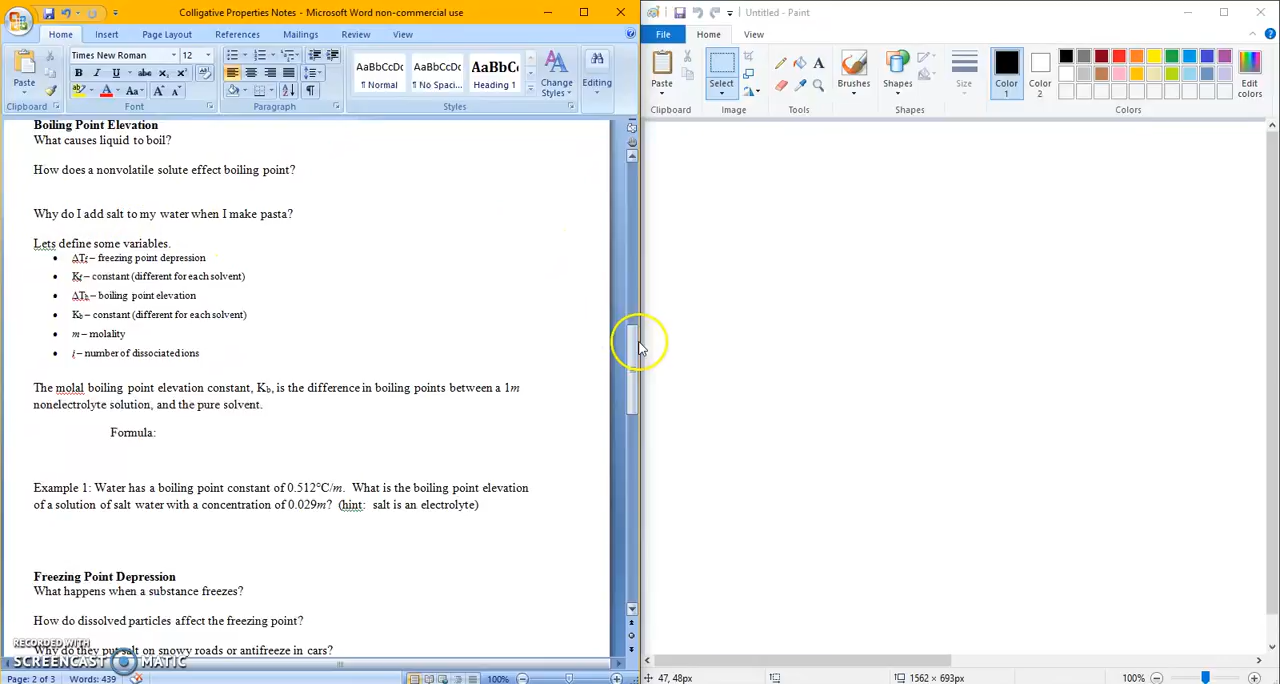 Colligative Properties Notes - Microsoft Word non-commercial use
Untitled - Paint
Home Insert Page Layout References Mailings Review View
File Home View
Times New Roman 12
AaBbCcDc AaBbCcDc AaBbCc
Paste
¶ Normal ¶ No Spaci... Heading 1
Change Styles
Editing
Clipboard Font Paragraph Styles
Paste Select Brushes Shapes Size Color 1 Color 2 Edit colors
Clipboard Image Tools Shapes Colors
Boiling Point Elevation
What causes liquid to boil?
How does a nonvolatile solute effect boiling point?
Why do I add salt to my water when I make pasta?
Lets define some variables.
• ΔTf – freezing point depression
• Kf – constant (different for each solvent)
• ΔTb – boiling point elevation
• Kb – constant (different for each solvent)
• m – molality
• i – number of dissociated ions
The molal boiling point elevation constant, Kb, is the difference in boiling points between a 1m
nonelectrolyte solution, and the pure solvent.
Formula:
Example 1: Water has a boiling point constant of 0.512°C/m. What is the boiling point elevation
of a solution of salt water with a concentration of 0.029m? (hint: salt is an electrolyte)
Freezing Point Depression
What happens when a substance freezes?
How do dissolved particles affect the freezing point?
Why do they put salt on snowy roads or antifreeze in cars?
RECORDED WITH
SCREENCAST MATIC
Page: 2 of 3 Words: 439 100%
47, 48px 1562 × 693px 100%